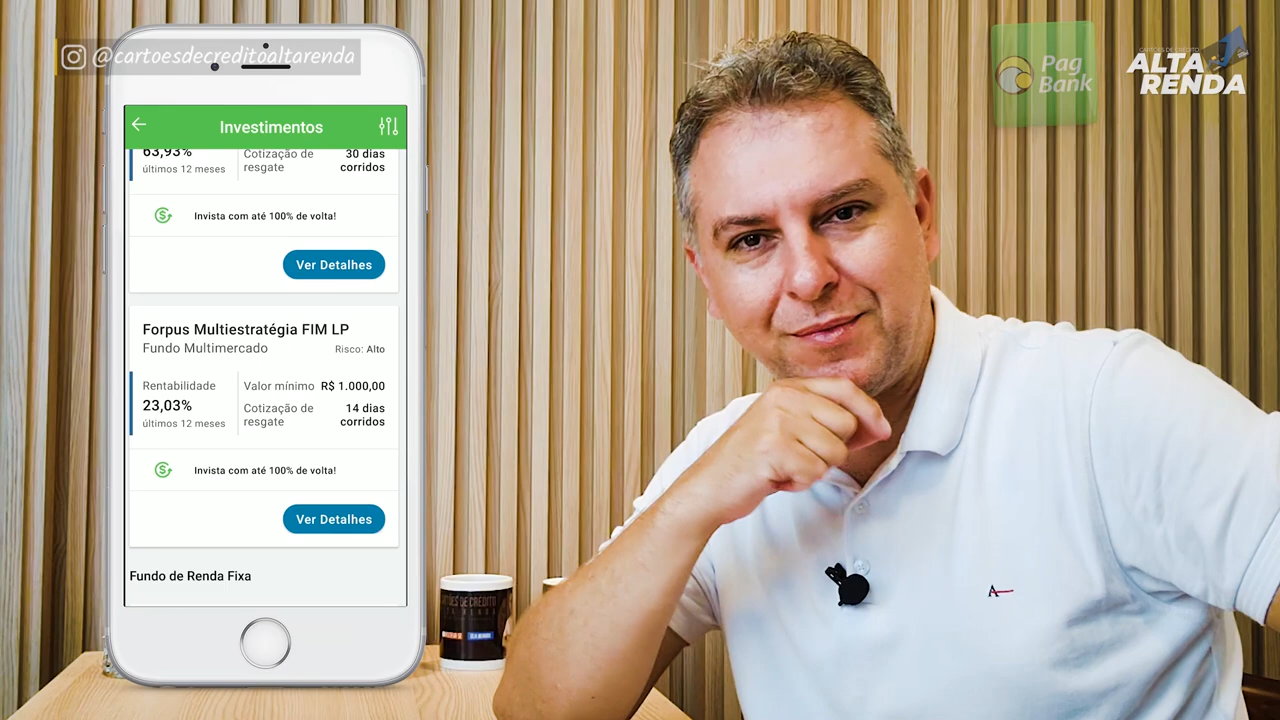 @cartoesdecreditoaltarenda
Investimentos
63,93%
últimos 12 meses
Cotização de
resgate
30 dias
corridos
Invista com até 100% de volta!
Ver Detalhes
Forpus Multiestratégia FIM LP
Fundo Multimercado
Risco: Alto
Rentabilidade
23,03%
últimos 12 meses
Valor mínimo R$ 1.000,00
Cotização de
resgate
14 dias
corridos
Invista com até 100% de volta!
Ver Detalhes
Fundo de Renda Fixa
Pag
Bank
CARTÕES DE CRÉDITO
ALTA
RENDA